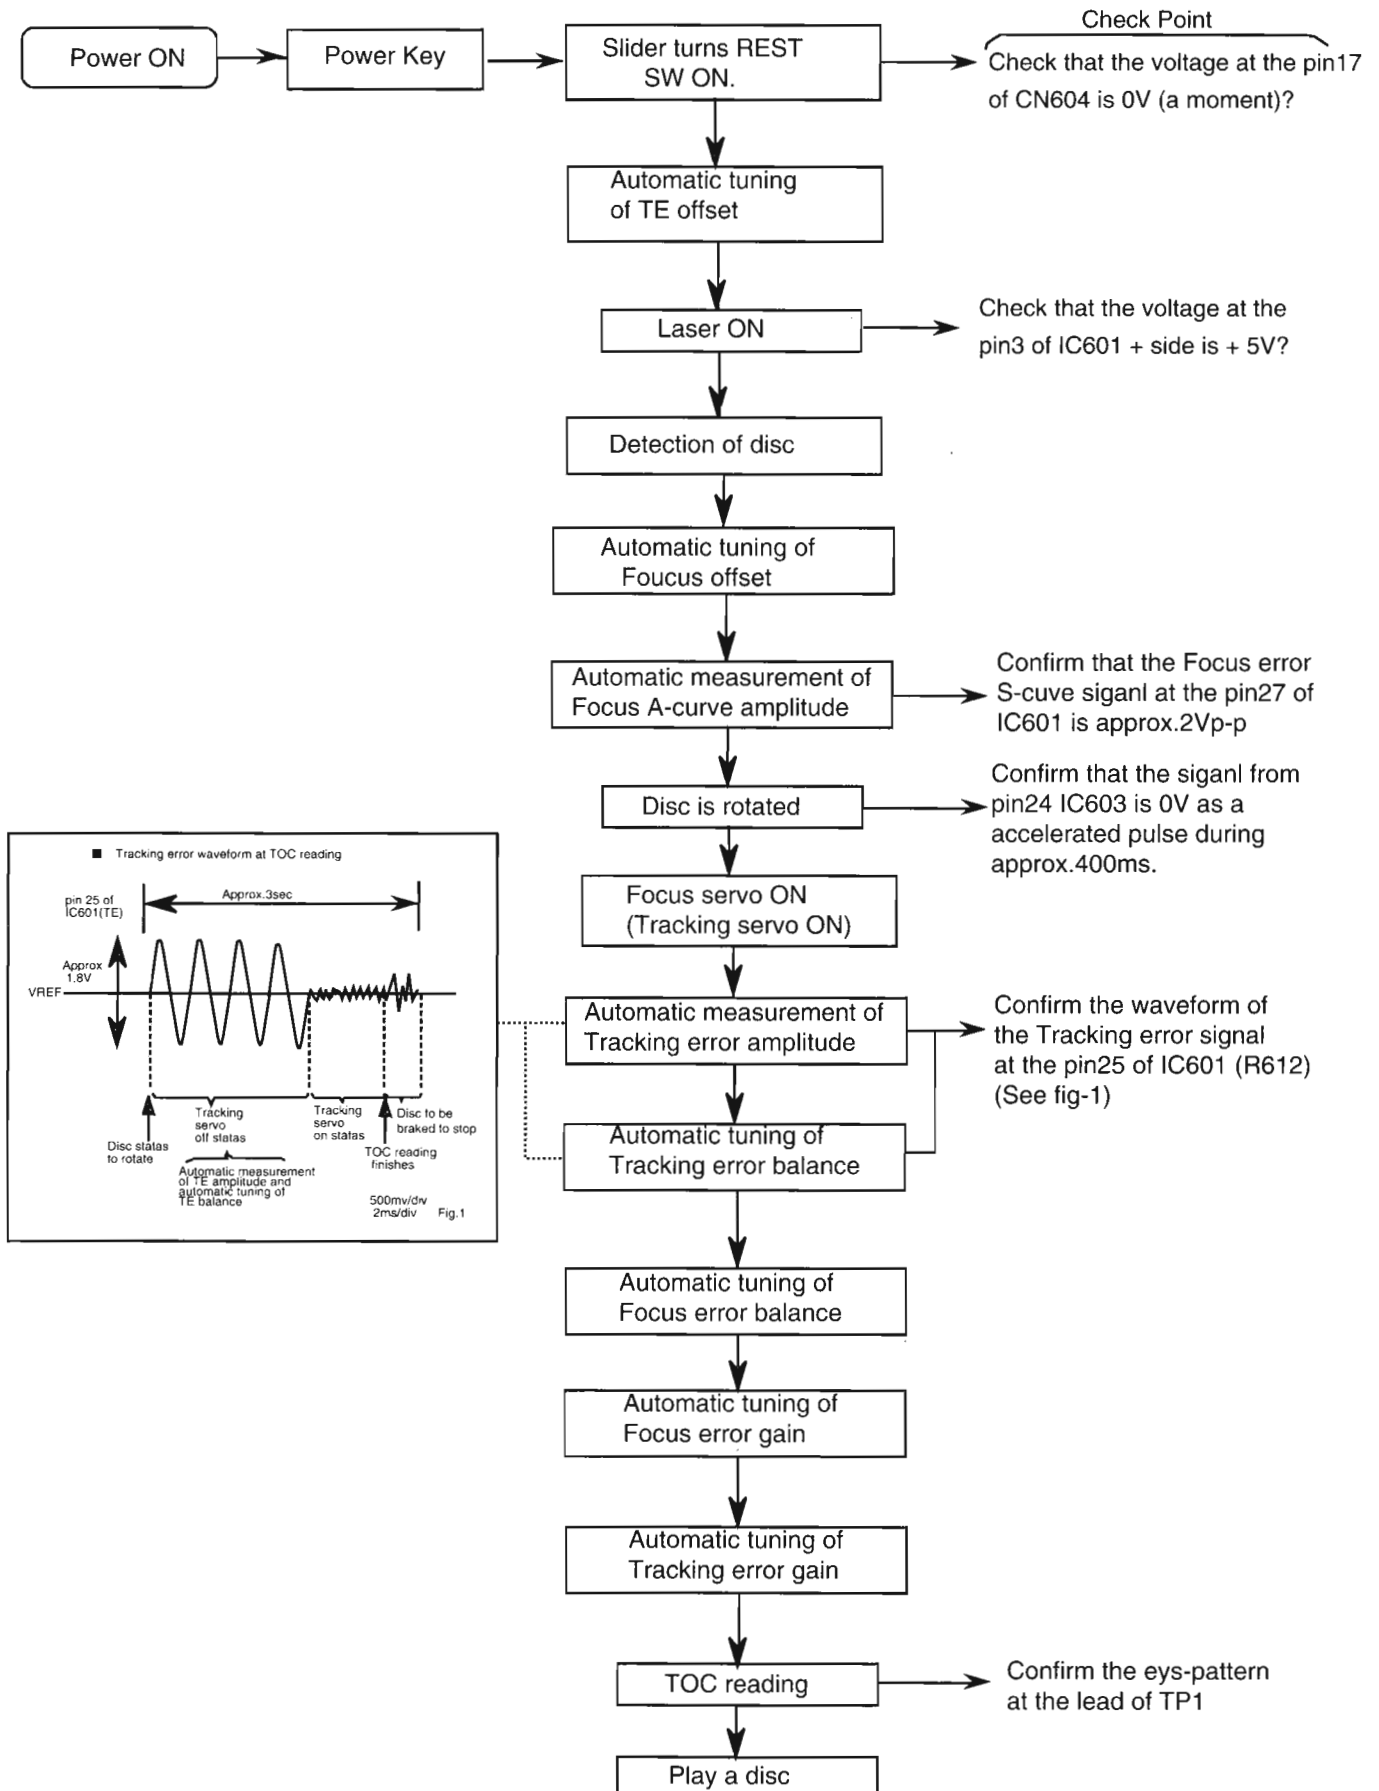 Check Point
Power ON
Power Key
Slider turns REST
SW ON.
Check that the voltage at the pin17
of CN604 is 0V (a moment)?
Automatic tuning
of TE offset
Laser ON
Check that the voltage at the
pin3 of IC601 + side is + 5V?
Detection of disc
Automatic tuning of
Foucus offset
Automatic measurement of
Focus A-curve amplitude
Confirm that the Focus error
S-cuve siganl at the pin27 of
IC601 is approx.2Vp-p
Disc is rotated
Confirm that the siganl from
pin24 IC603 is 0V as a
accelerated pulse during
approx.400ms.
Focus servo ON
(Tracking servo ON)
■ Tracking error waveform at TOC reading
pin 25 of
IC601(TE)
Approx.3sec
Approx
1.8V
VREF
Tracking
servo
off statas
Tracking
servo
on statas
Disc to be
braked to stop
Disc statas
to rotate
TOC reading
finishes
Automatic measurement
of TE amplitude and
automatic tuning of
TE balance
500mv/div
2ms/div
Fig.1
Automatic measurement of
Tracking error amplitude
Confirm the waveform of
the Tracking error signal
at the pin25 of IC601 (R612)
(See fig-1)
Automatic tuning of
Tracking error balance
Automatic tuning of
Focus error balance
Automatic tuning of
Focus error gain
Automatic tuning of
Tracking error gain
TOC reading
Confirm the eys-pattern
at the lead of TP1
Play a disc